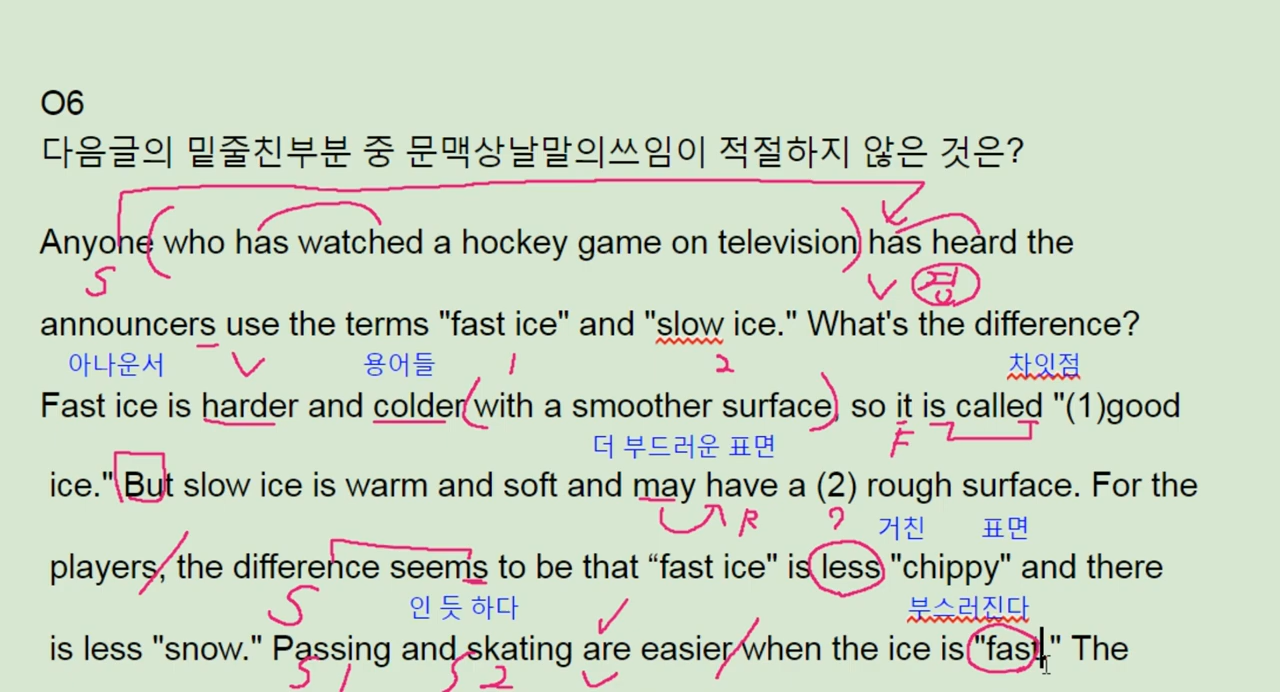 O6
다음글의 밑줄친부분 중 문맥상낱말의쓰임이 적절하지 않은 것은?
Anyone (who has watched a hockey game on television) has heard the
S V 점
announcers use the terms "fast ice" and "slow ice." What's the difference?
아나운서 V 용어들 1 2 차잇점
Fast ice is harder and colder (with a smoother surface), so it is called "(1)good
더 부드러운 표면 F
ice." But slow ice is warm and soft and may have a (2) rough surface. For the
R ? 거친 표면
players, the difference seems to be that “fast ice" is less "chippy" and there
S 인 듯 하다 부스러진다
is less "snow." Passing and skating are easier when the ice is "fast." The
S 1 S 2